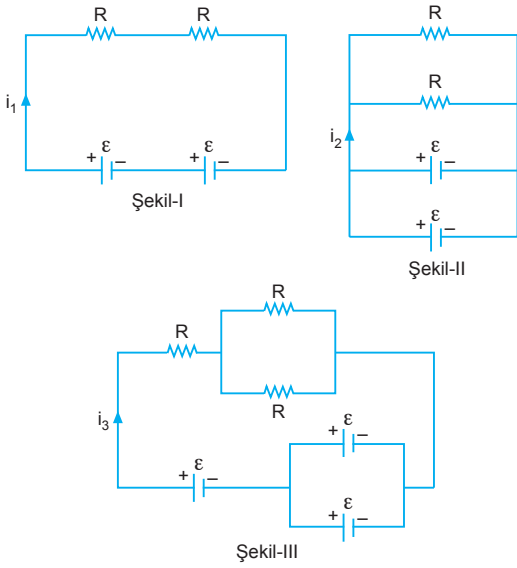 R R
i₁
+ ε –
+ ε –
Şekil-I
R
R
i₂
+ ε –
+ ε –
Şekil-II
R
R
R
i₃
+ ε –
+ ε –
+ ε –
Şekil-III